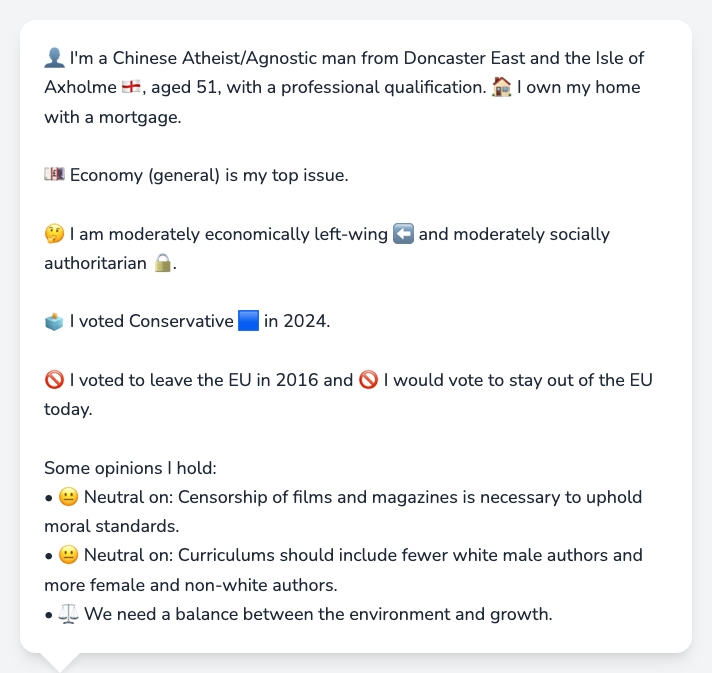 👤 I'm a Chinese Atheist/Agnostic man from Doncaster East and the Isle of
Axholme 🏴󠁧󠁢󠁥󠁮󠁧󠁿, aged 51, with a professional qualification. 🏠 I own my home
with a mortgage.
💷 Economy (general) is my top issue.
🤔 I am moderately economically left-wing ⬅️ and moderately socially
authoritarian 🔒.
🗳️ I voted Conservative 🟦 in 2024.
🚫 I voted to leave the EU in 2016 and 🚫 I would vote to stay out of the EU
today.
Some opinions I hold:
• 😐 Neutral on: Censorship of films and magazines is necessary to uphold
moral standards.
• 😐 Neutral on: Curriculums should include fewer white male authors and
more female and non-white authors.
• ⚖️ We need a balance between the environment and growth.